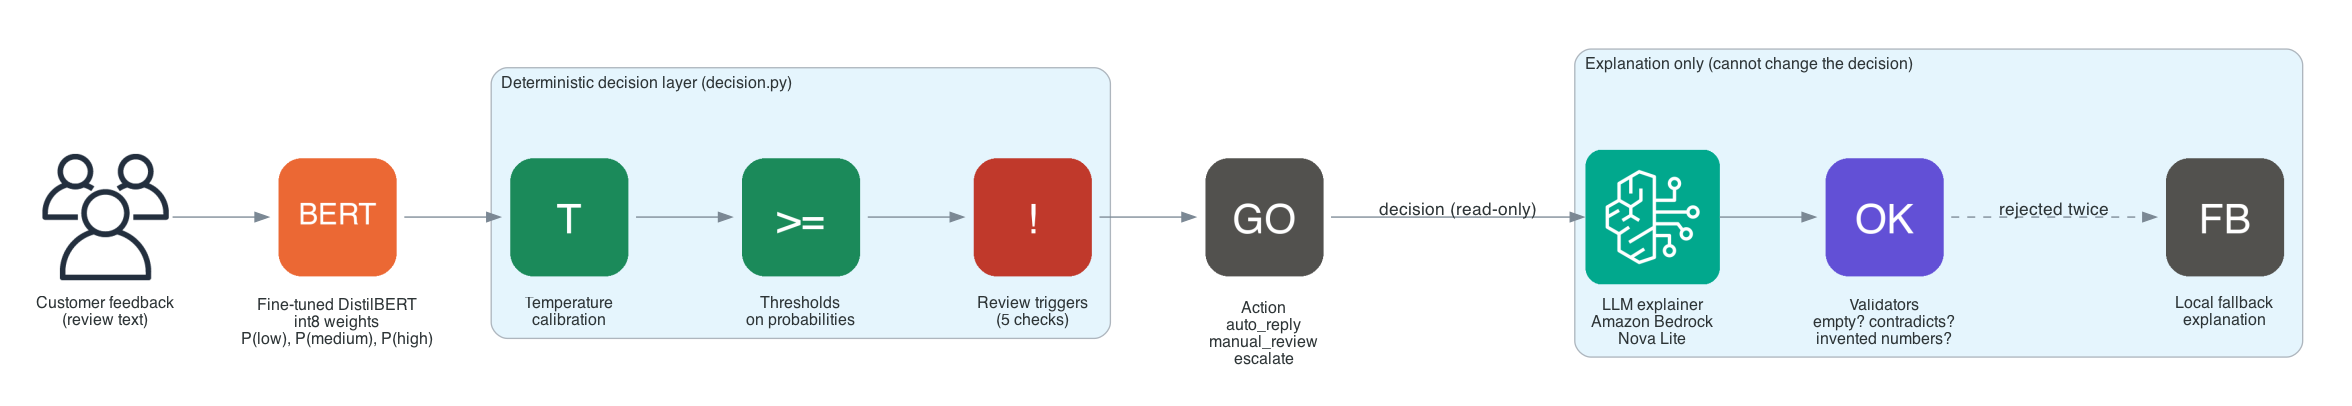 Deterministic decision layer (decision.py)
Explanation only (cannot change the decision)
BERT
T
>=
!
GO
decision (read-only)
OK
rejected twice
FB
Customer feedback
(review text)
Fine-tuned DistilBERT
int8 weights
P(low), P(medium), P(high)
Temperature
calibration
Thresholds
on probabilities
Review triggers
(5 checks)
Action
auto_reply
manual_review
escalate
LLM explainer
Amazon Bedrock
Nova Lite
Validators
empty? contradicts?
invented numbers?
Local fallback
explanation